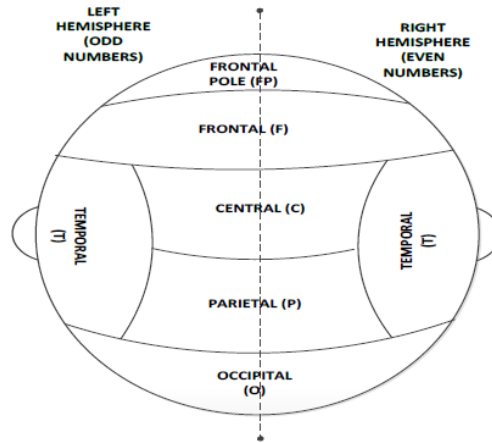 LEFT
HEMISPHERE
(ODD
NUMBERS)
RIGHT
HEMISPHERE
(EVEN
NUMBERS)
FRONTAL
POLE (FP)
FRONTAL (F)
CENTRAL (C)
TEMPORAL
(T)
TEMPORAL
(T)
PARIETAL (P)
OCCIPITAL
(O)